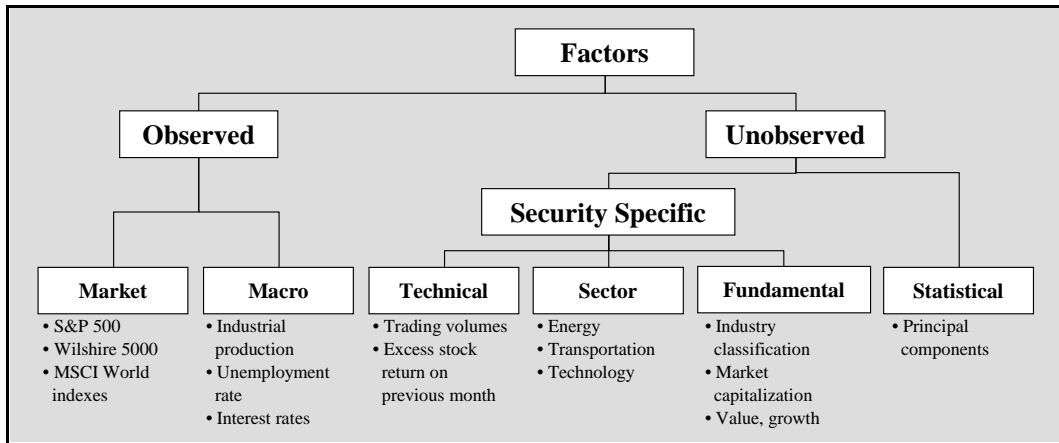 Factors
Observed
Unobserved
Security Specific
Market
Macro
Technical
Sector
Fundamental
Statistical
• S&P 500
• Wilshire 5000
• MSCI World
indexes
• Industrial
production
• Unemployment
rate
• Interest rates
• Trading volumes
• Excess stock
return on
previous month
• Energy
• Transportation
• Technology
• Industry
classification
• Market
capitalization
• Value, growth
• Principal
components